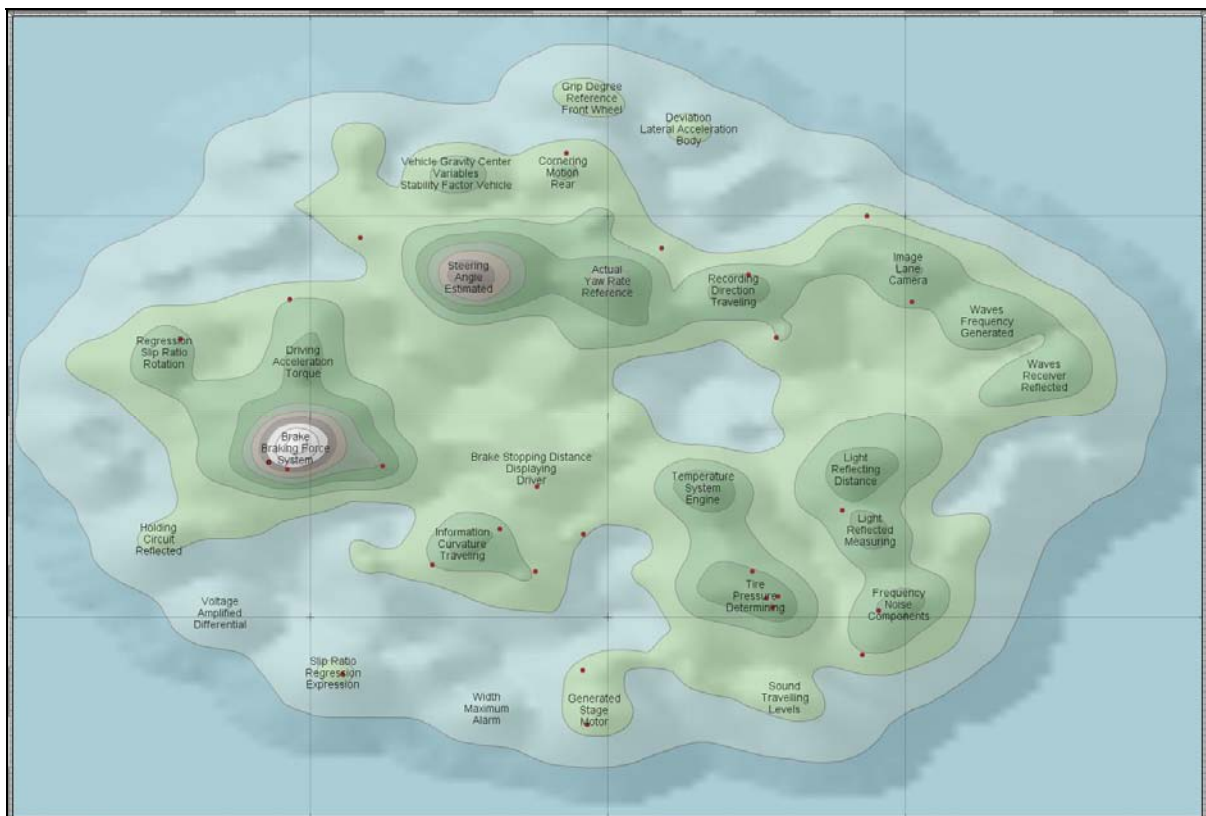 Grip Degree
Reference
Front Wheel
Deviation
Lateral Acceleration
Body
Vehicle Gravity Center
Variables
Stability Factor Vehicle
Cornering
Motion
Rear
Steering
Angle
Estimated
Actual
Yaw Rate
Reference
Recording
Direction
Traveling
Image
Lane
Camera
Waves
Frequency
Generated
Waves
Receiver
Reflected
Regression
Slip Ratio
Rotation
Driving
Acceleration
Torque
Brake
Braking Force
System
Brake Stopping Distance
Displaying
Driver
Temperature
System
Engine
Light
Reflecting
Distance
Light
Reflected
Measuring
Holding
Circuit
Reflected
Information
Curvature
Traveling
Tire
Pressure
Determining
Frequency
Noise
Components
Voltage
Amplified
Differential
Slip Ratio
Regression
Expression
Width
Maximum
Alarm
Generated
Stage
Motor
Sound
Travelling
Levels